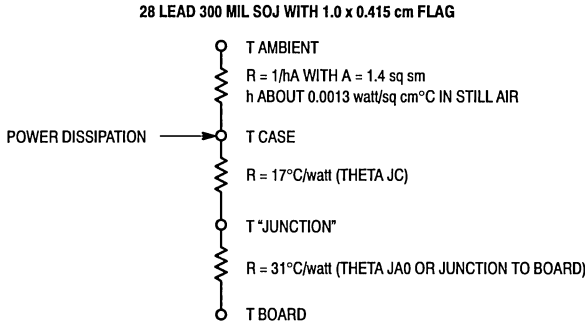 28 LEAD 300 MIL SOJ WITH 1.0 x 0.415 cm FLAG
T AMBIENT
R = 1/hA WITH A = 1.4 sq sm
h ABOUT 0.0013 watt/sq cm°C IN STILL AIR
POWER DISSIPATION
T CASE
R = 17°C/watt (THETA JC)
T “JUNCTION”
R = 31°C/watt (THETA JA0 OR JUNCTION TO BOARD)
T BOARD